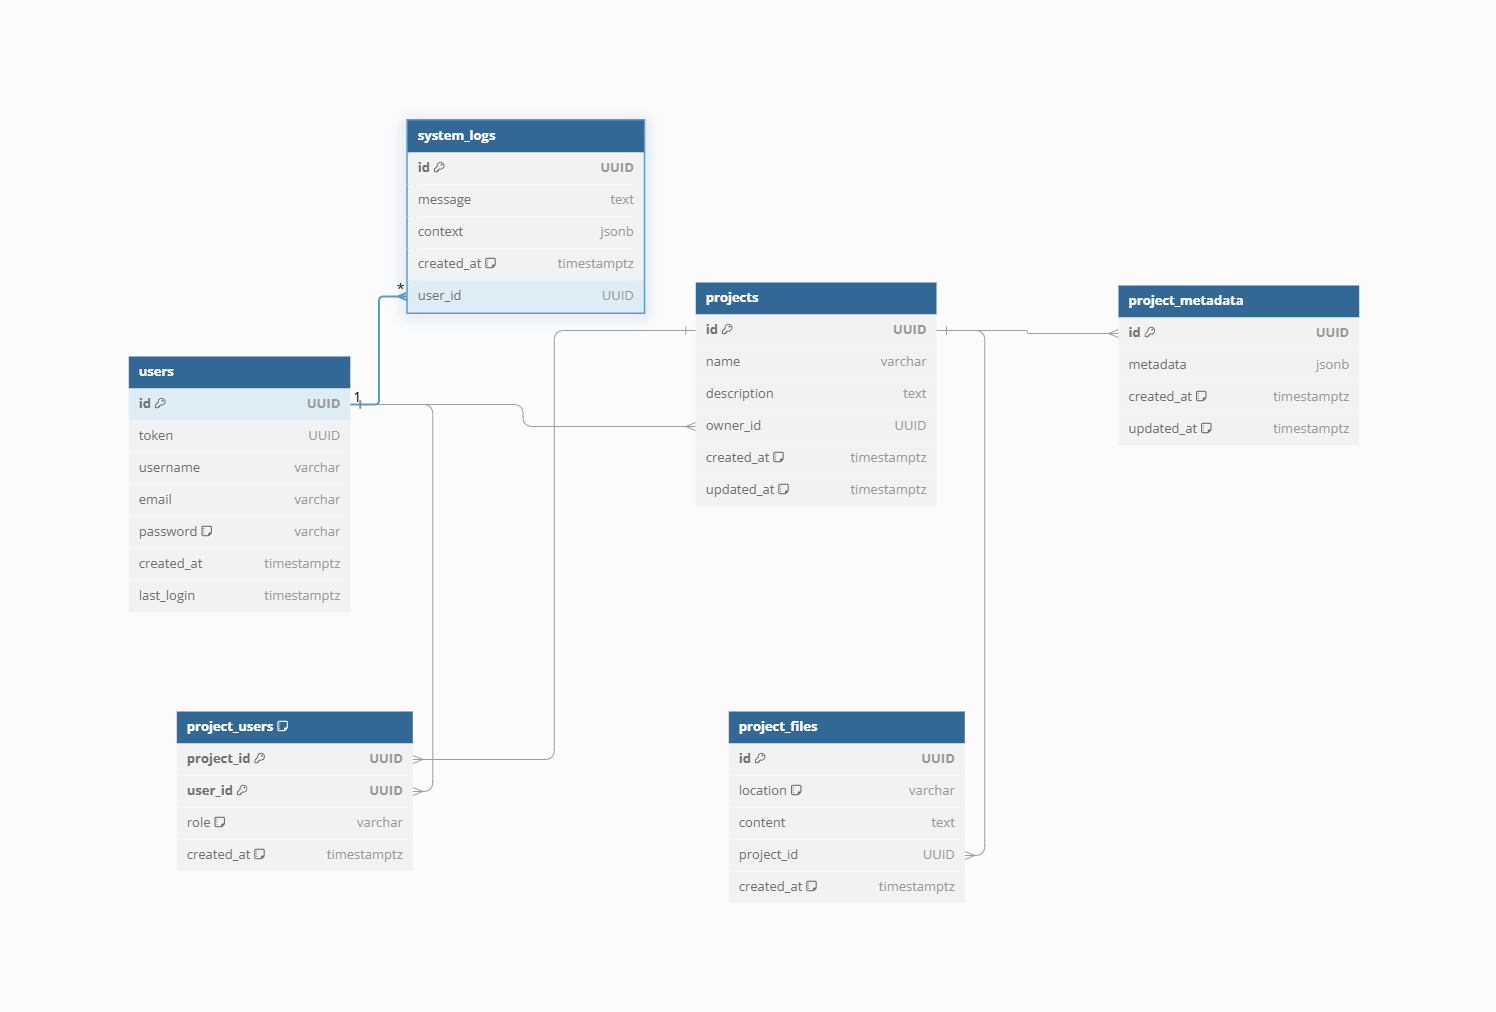 system_logs
id UUID
message text
context jsonb
created_at timestamptz
* user_id UUID
projects
id UUID
name varchar
description text
owner_id UUID
created_at timestamptz
updated_at timestamptz
project_metadata
id UUID
metadata jsonb
created_at timestamptz
updated_at timestamptz
users
id UUID 1
token UUID
username varchar
email varchar
password varchar
created_at timestamptz
last_login timestamptz
project_users
project_id UUID
user_id UUID
role varchar
created_at timestamptz
project_files
id UUID
location varchar
content text
project_id UUID
created_at timestamptz